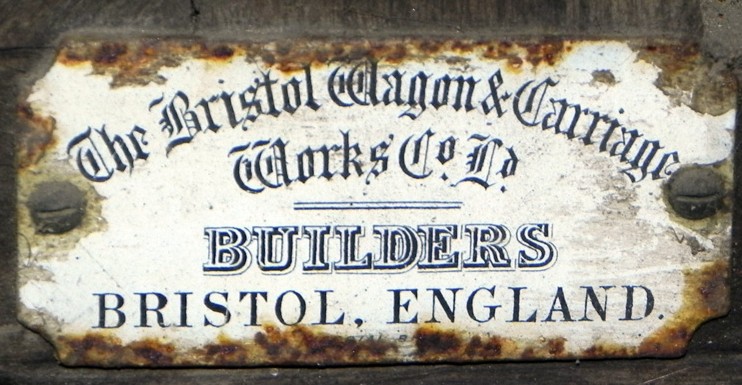 The Bristol Wagon & Carriage
Works Co. Ld.
BUILDERS
BRISTOL, ENGLAND.